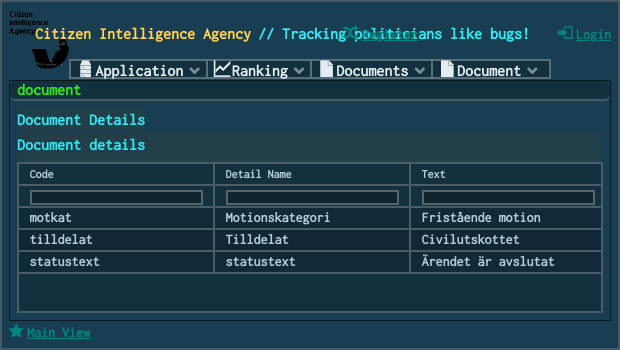 Citizen
Intelligence
Agency
Citizen Intelligence Agency // Tracking politicians like bugs!
Login
Application Ranking Documents Document
document
Document Details
Document details
Code Detail Name Text
motkat Motionskategori Fristående motion
tilldelat Tilldelat Civilutskottet
statustext statustext Ärendet är avslutat
Main View